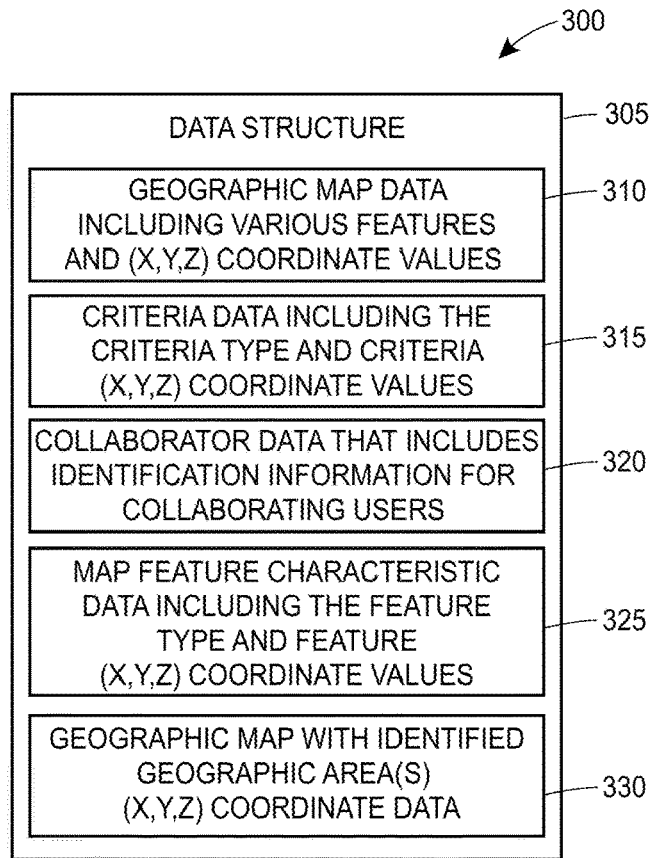 300
305
DATA STRUCTURE
GEOGRAPHIC MAP DATA
INCLUDING VARIOUS FEATURES
AND (X,Y,Z) COORDINATE VALUES
310
CRITERIA DATA INCLUDING THE
CRITERIA TYPE AND CRITERIA
(X,Y,Z) COORDINATE VALUES
315
COLLABORATOR DATA THAT INCLUDES
IDENTIFICATION INFORMATION FOR
COLLABORATING USERS
320
MAP FEATURE CHARACTERISTIC
DATA INCLUDING THE FEATURE
TYPE AND FEATURE
(X,Y,Z) COORDINATE VALUES
325
GEOGRAPHIC MAP WITH IDENTIFIED
GEOGRAPHIC AREA(S)
(X,Y,Z) COORDINATE DATA
330